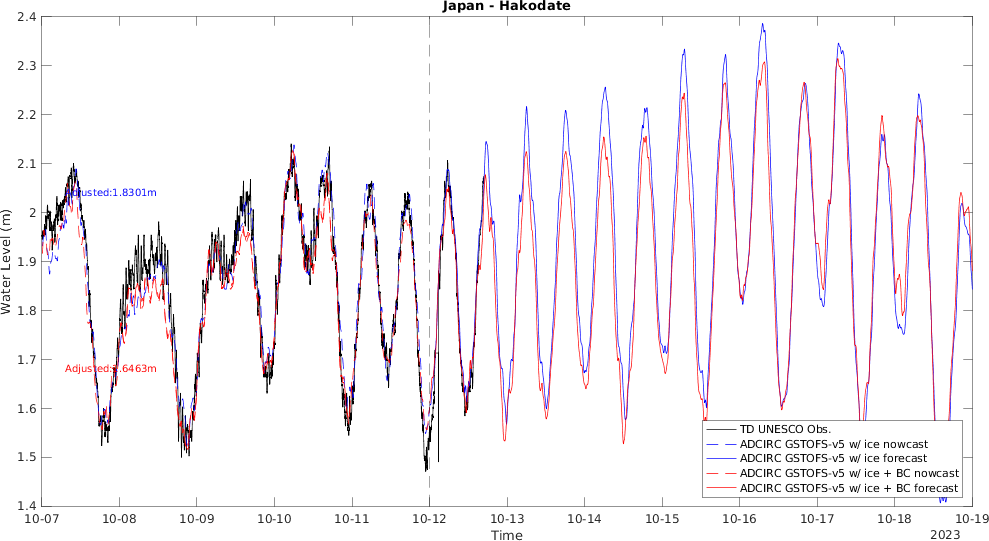 Japan - Hakodate
2.4
2.3
2.2
2.1
2
1.9
1.8
1.7
1.6
1.5
1.4
Water Level (m)
Adjusted:1.8301m
Adjusted:1.6463m
TD UNESCO Obs.
ADCIRC GSTOFS-v5 w/ ice nowcast
ADCIRC GSTOFS-v5 w/ ice forecast
ADCIRC GSTOFS-v5 w/ ice + BC nowcast
ADCIRC GSTOFS-v5 w/ ice + BC forecast
10-07 10-08 10-09 10-10 10-11 10-12 10-13 10-14 10-15 10-16 10-17 10-18 10-19
Time
2023